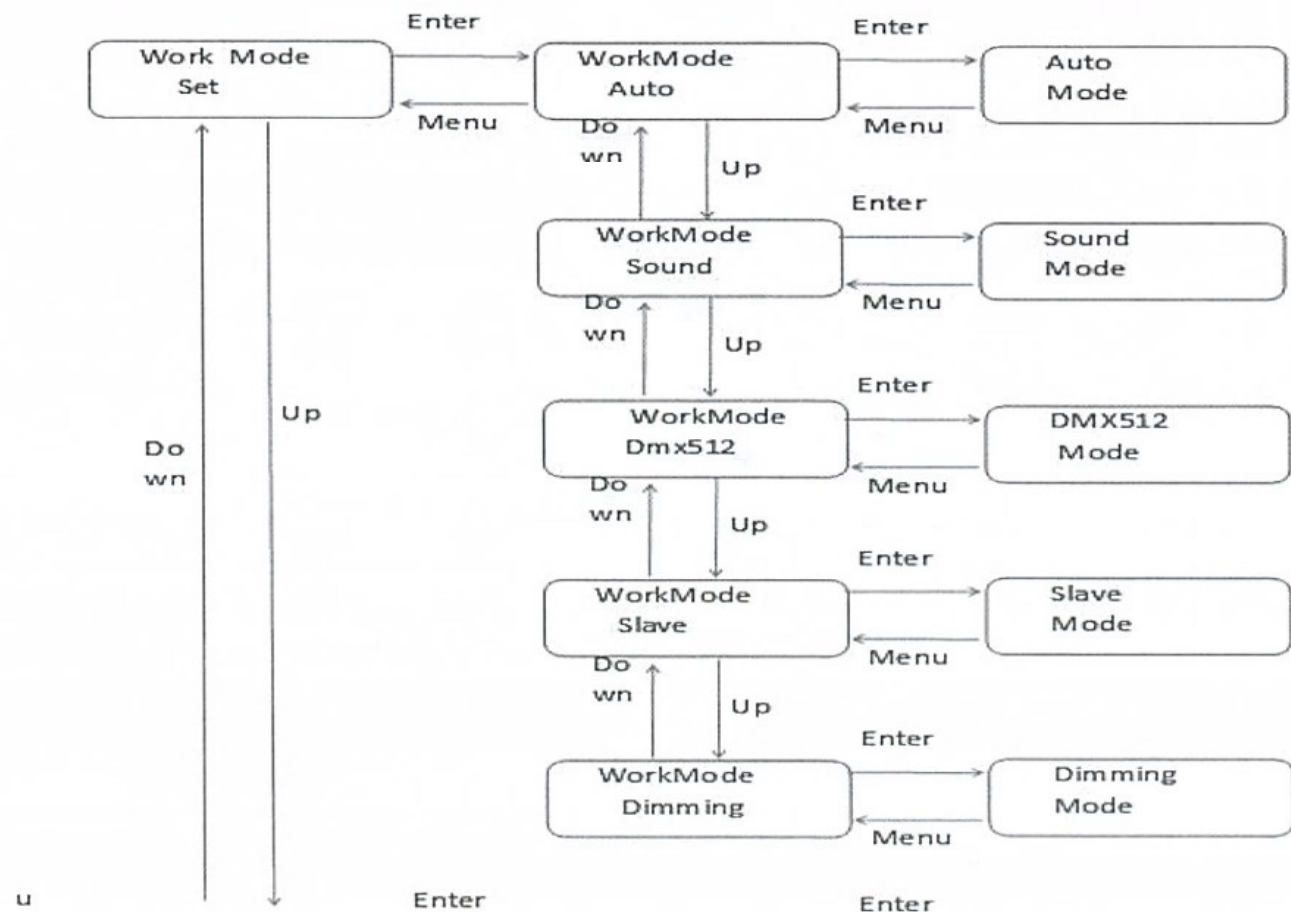 Enter
Enter
Work Mode
Set
WorkMode
Auto
Auto
Mode
Menu
Menu
Do
wn
Up
Enter
WorkMode
Sound
Sound
Mode
Menu
Do
wn
Up
Enter
WorkMode
Dmx512
DMX512
Mode
Up
Do
wn
Menu
Do
wn
Up
Enter
WorkMode
Slave
Slave
Mode
Menu
Do
wn
Up
Enter
WorkMode
Dimming
Dimming
Mode
Menu
u
Enter
Enter